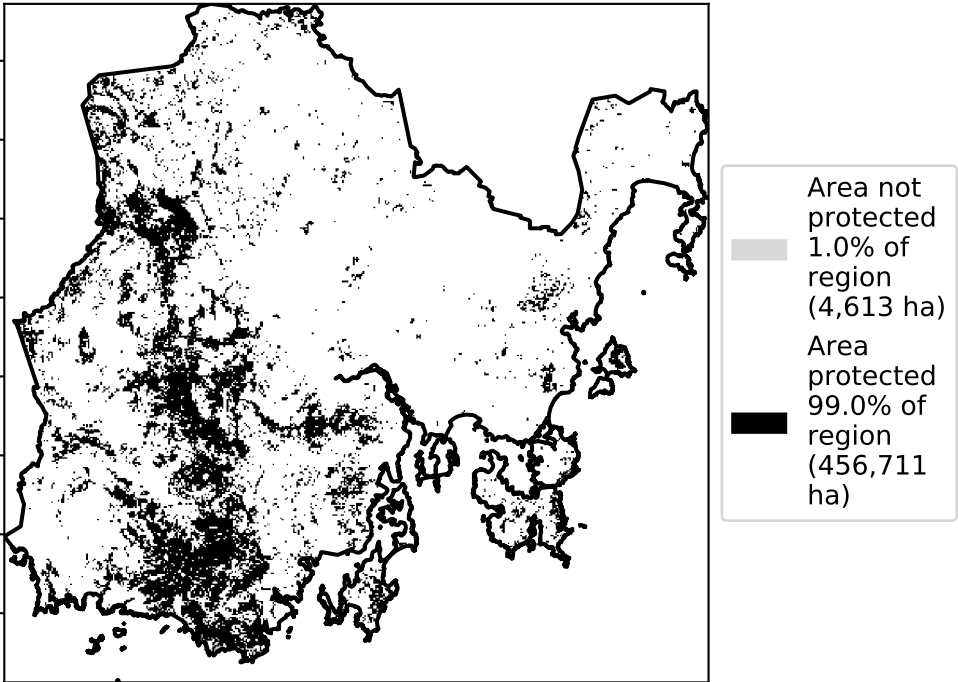 Area not
protected
1.0% of
region
(4,613 ha)
Area
protected
99.0% of
region
(456,711
ha)